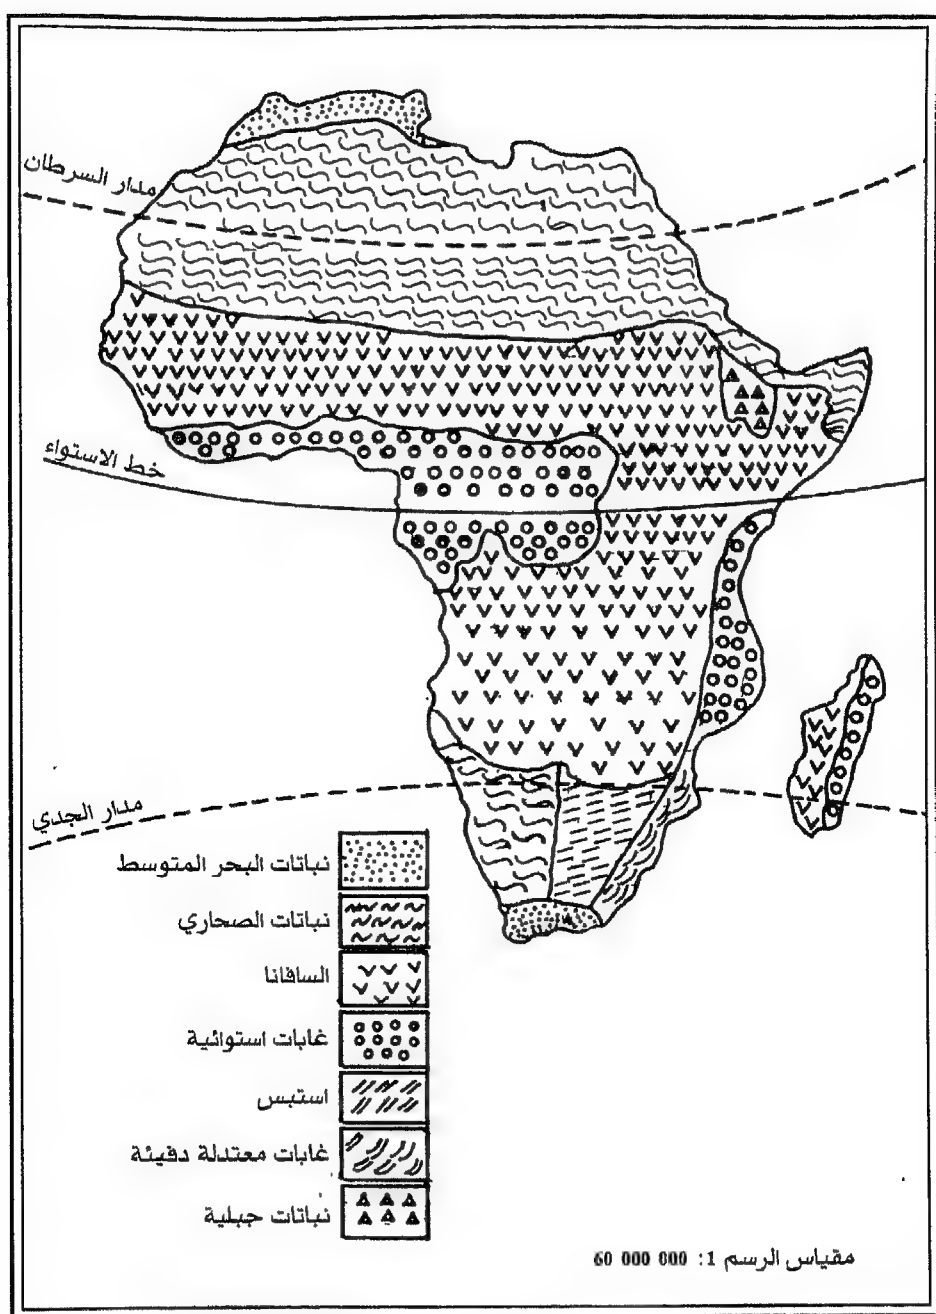 مدار السرطان
خط الاستواء
مدار الجدي
نباتات البحر المتوسط
نباتات الصحاري
السافانا
غابات استوائية
استبس
غابات معتدلة دفيئة
نباتات جبلية
مقياس الرسم 1: 60 000 000